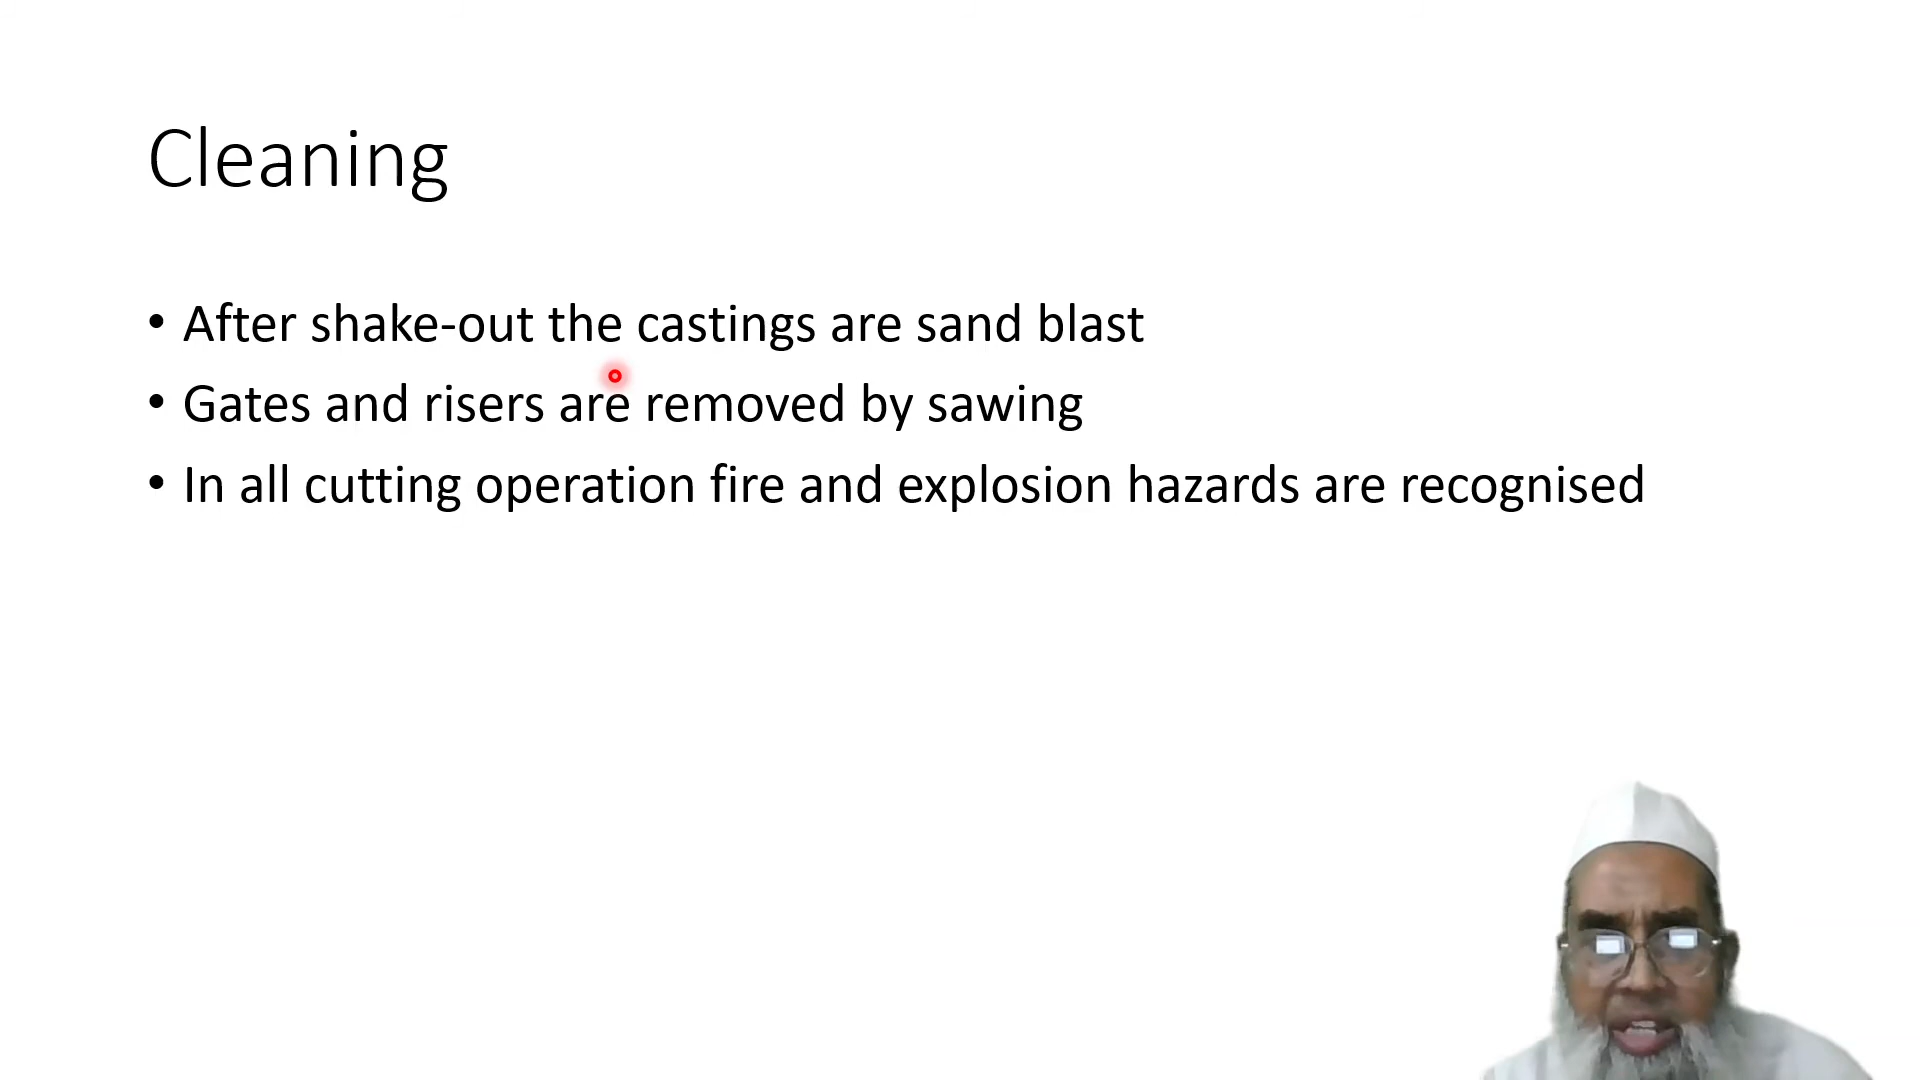 Cleaning
• After shake-out the castings are sand blast
• Gates and risers are removed by sawing
• In all cutting operation fire and explosion hazards are recognised